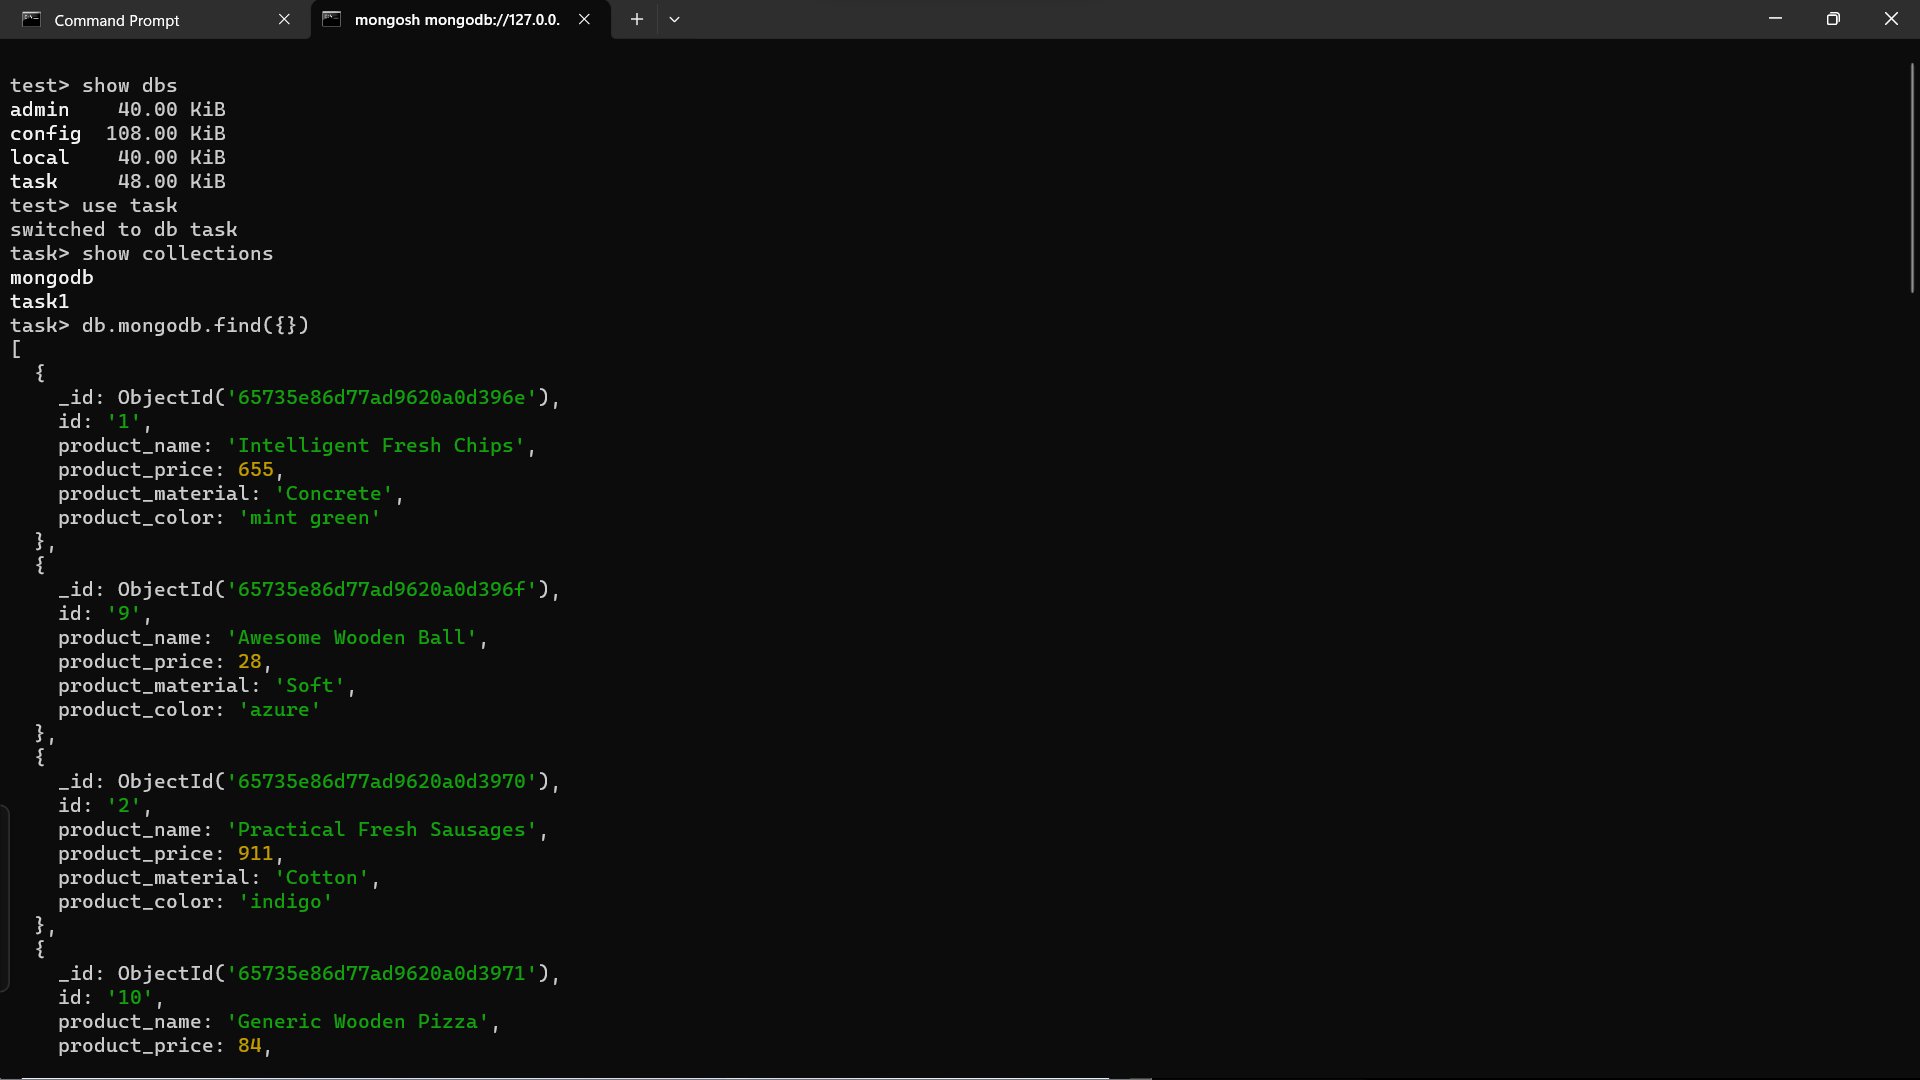 Command Prompt
mongosh mongodb://127.0.0.
test> show dbs
admin    40.00 KiB
config  108.00 KiB
local    40.00 KiB
task     48.00 KiB
test> use task
switched to db task
task> show collections
mongodb
task1
task> db.mongodb.find({})
[
  {
    _id: ObjectId('65735e86d77ad9620a0d396e'),
    id: '1',
    product_name: 'Intelligent Fresh Chips',
    product_price: 655,
    product_material: 'Concrete',
    product_color: 'mint green'
  },
  {
    _id: ObjectId('65735e86d77ad9620a0d396f'),
    id: '9',
    product_name: 'Awesome Wooden Ball',
    product_price: 28,
    product_material: 'Soft',
    product_color: 'azure'
  },
  {
    _id: ObjectId('65735e86d77ad9620a0d3970'),
    id: '2',
    product_name: 'Practical Fresh Sausages',
    product_price: 911,
    product_material: 'Cotton',
    product_color: 'indigo'
  },
  {
    _id: ObjectId('65735e86d77ad9620a0d3971'),
    id: '10',
    product_name: 'Generic Wooden Pizza',
    product_price: 84,